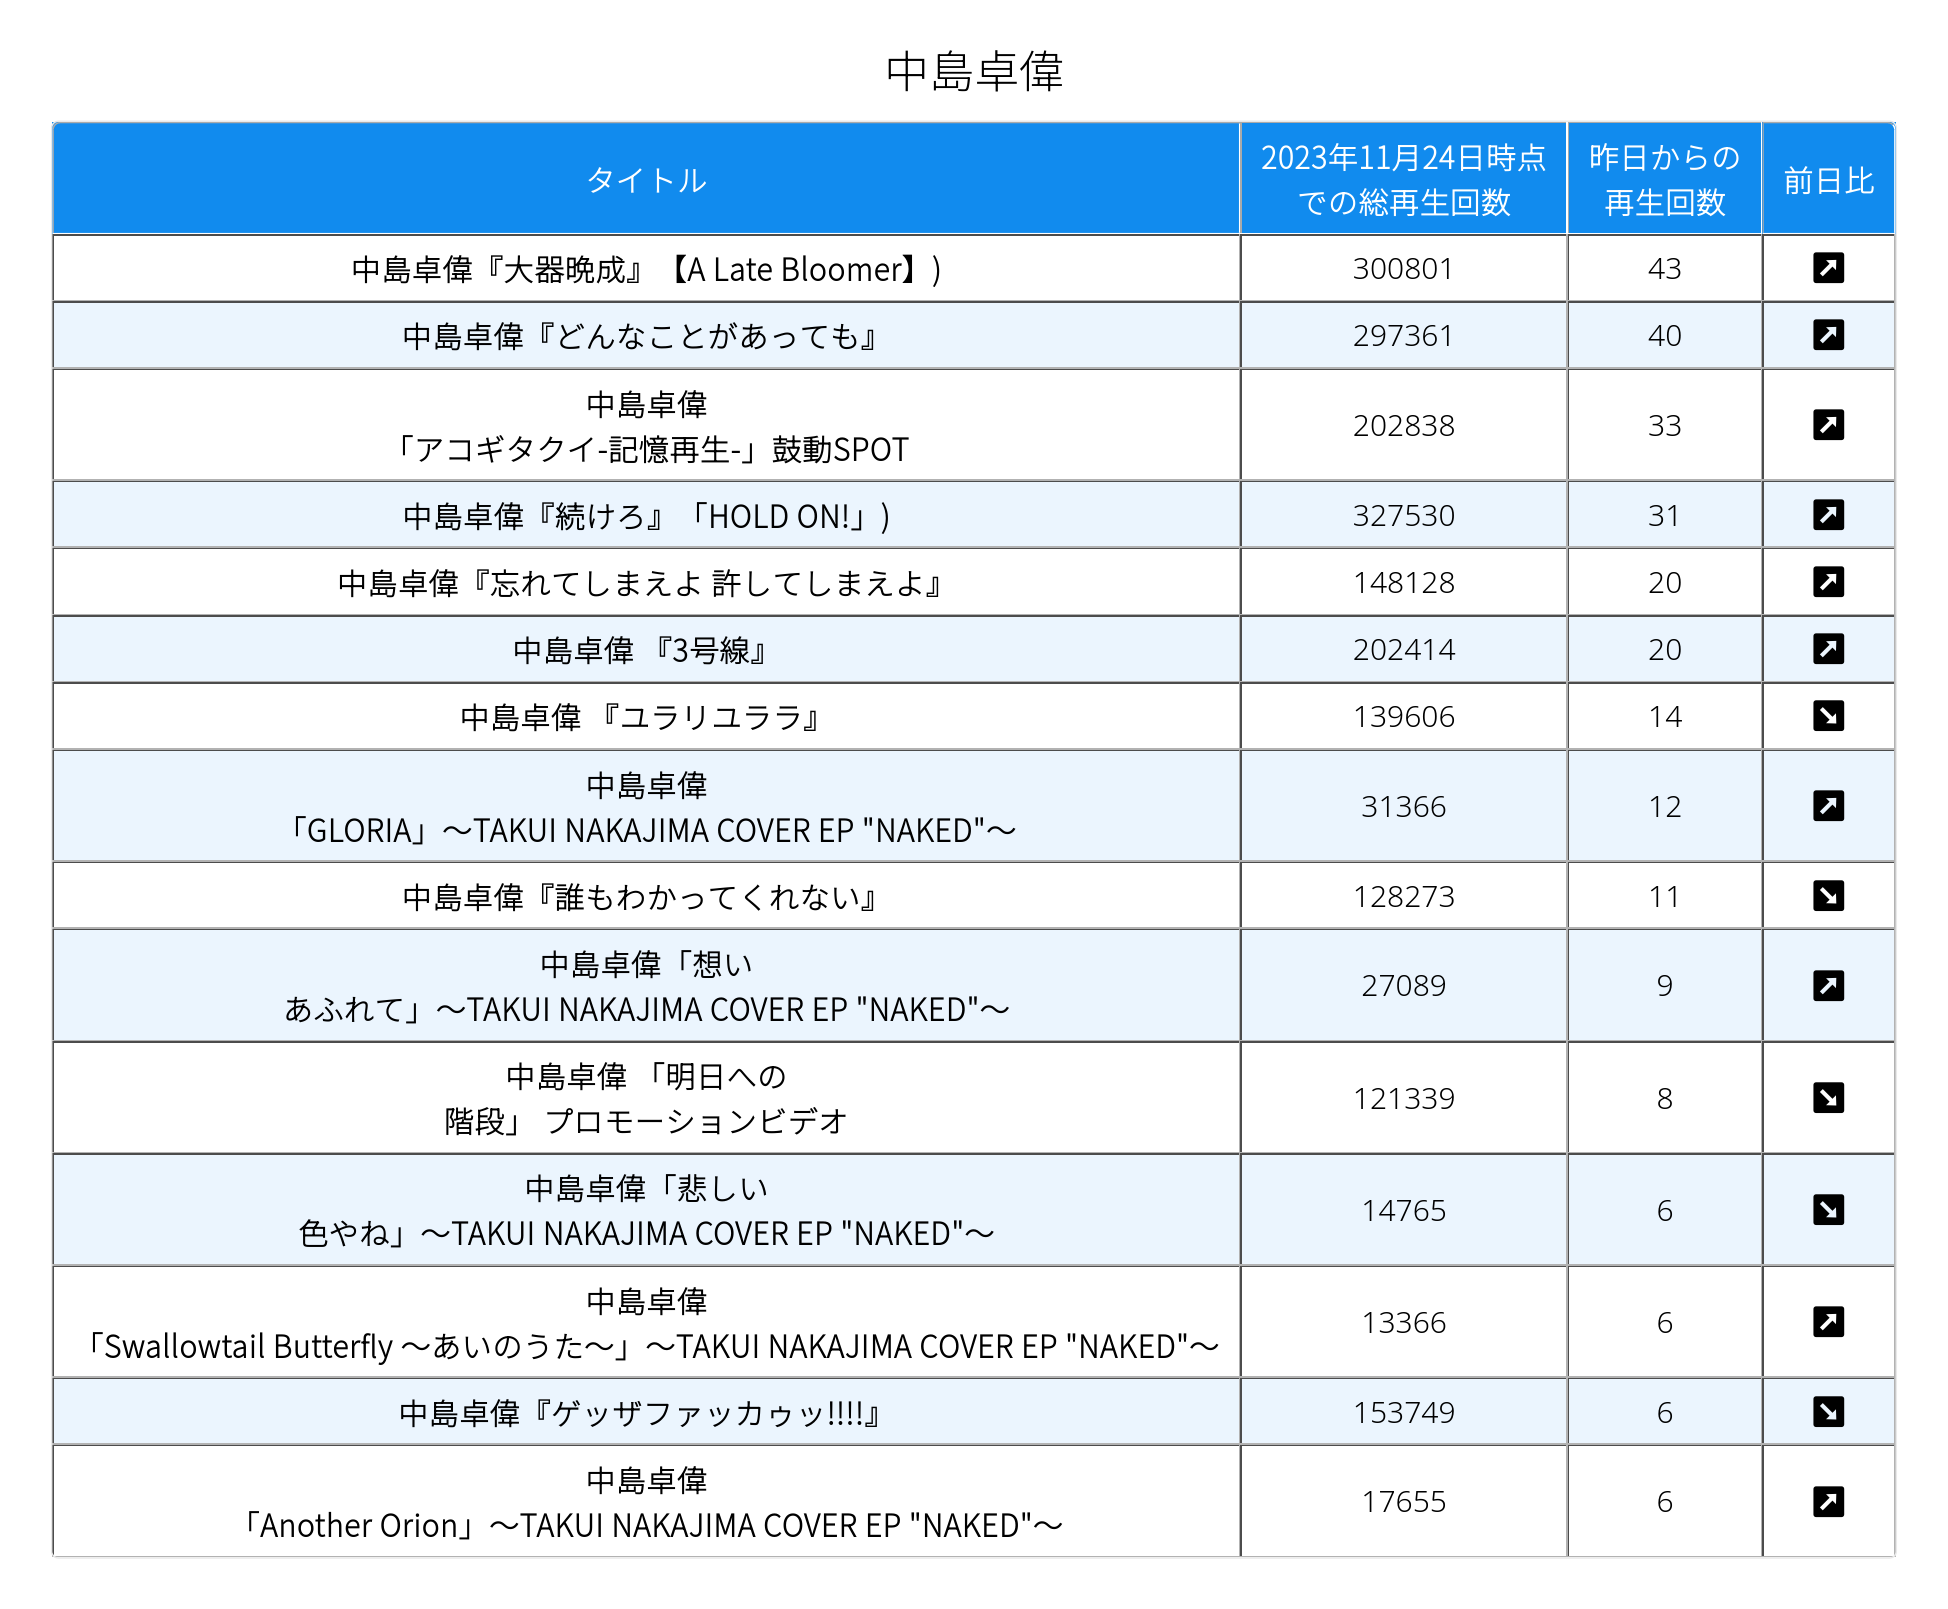 中島卓偉
タイトル
2023年11月24日時点
での総再生回数
昨日からの
再生回数
前日比
中島卓偉『大器晩成』【A Late Bloomer】)
300801
43
中島卓偉『どんなことがあっても』
297361
40
中島卓偉
「アコギタクイ-記憶再生-」鼓動SPOT
202838
33
中島卓偉『続けろ』「HOLD ON!」)
327530
31
中島卓偉『忘れてしまえよ 許してしまえよ』
148128
20
中島卓偉 『3号線』
202414
20
中島卓偉 『ユラリユララ』
139606
14
中島卓偉
「GLORIA」～TAKUI NAKAJIMA COVER EP "NAKED"～
31366
12
中島卓偉『誰もわかってくれない』
128273
11
中島卓偉「想い
あふれて」～TAKUI NAKAJIMA COVER EP "NAKED"～
27089
9
中島卓偉 「明日への
階段」 プロモーションビデオ
121339
8
中島卓偉「悲しい
色やね」～TAKUI NAKAJIMA COVER EP "NAKED"～
14765
6
中島卓偉
「Swallowtail Butterfly ～あいのうた～」～TAKUI NAKAJIMA COVER EP "NAKED"～
13366
6
中島卓偉『ゲッザファッカゥッ!!!!』
153749
6
中島卓偉
「Another Orion」～TAKUI NAKAJIMA COVER EP "NAKED"～
17655
6